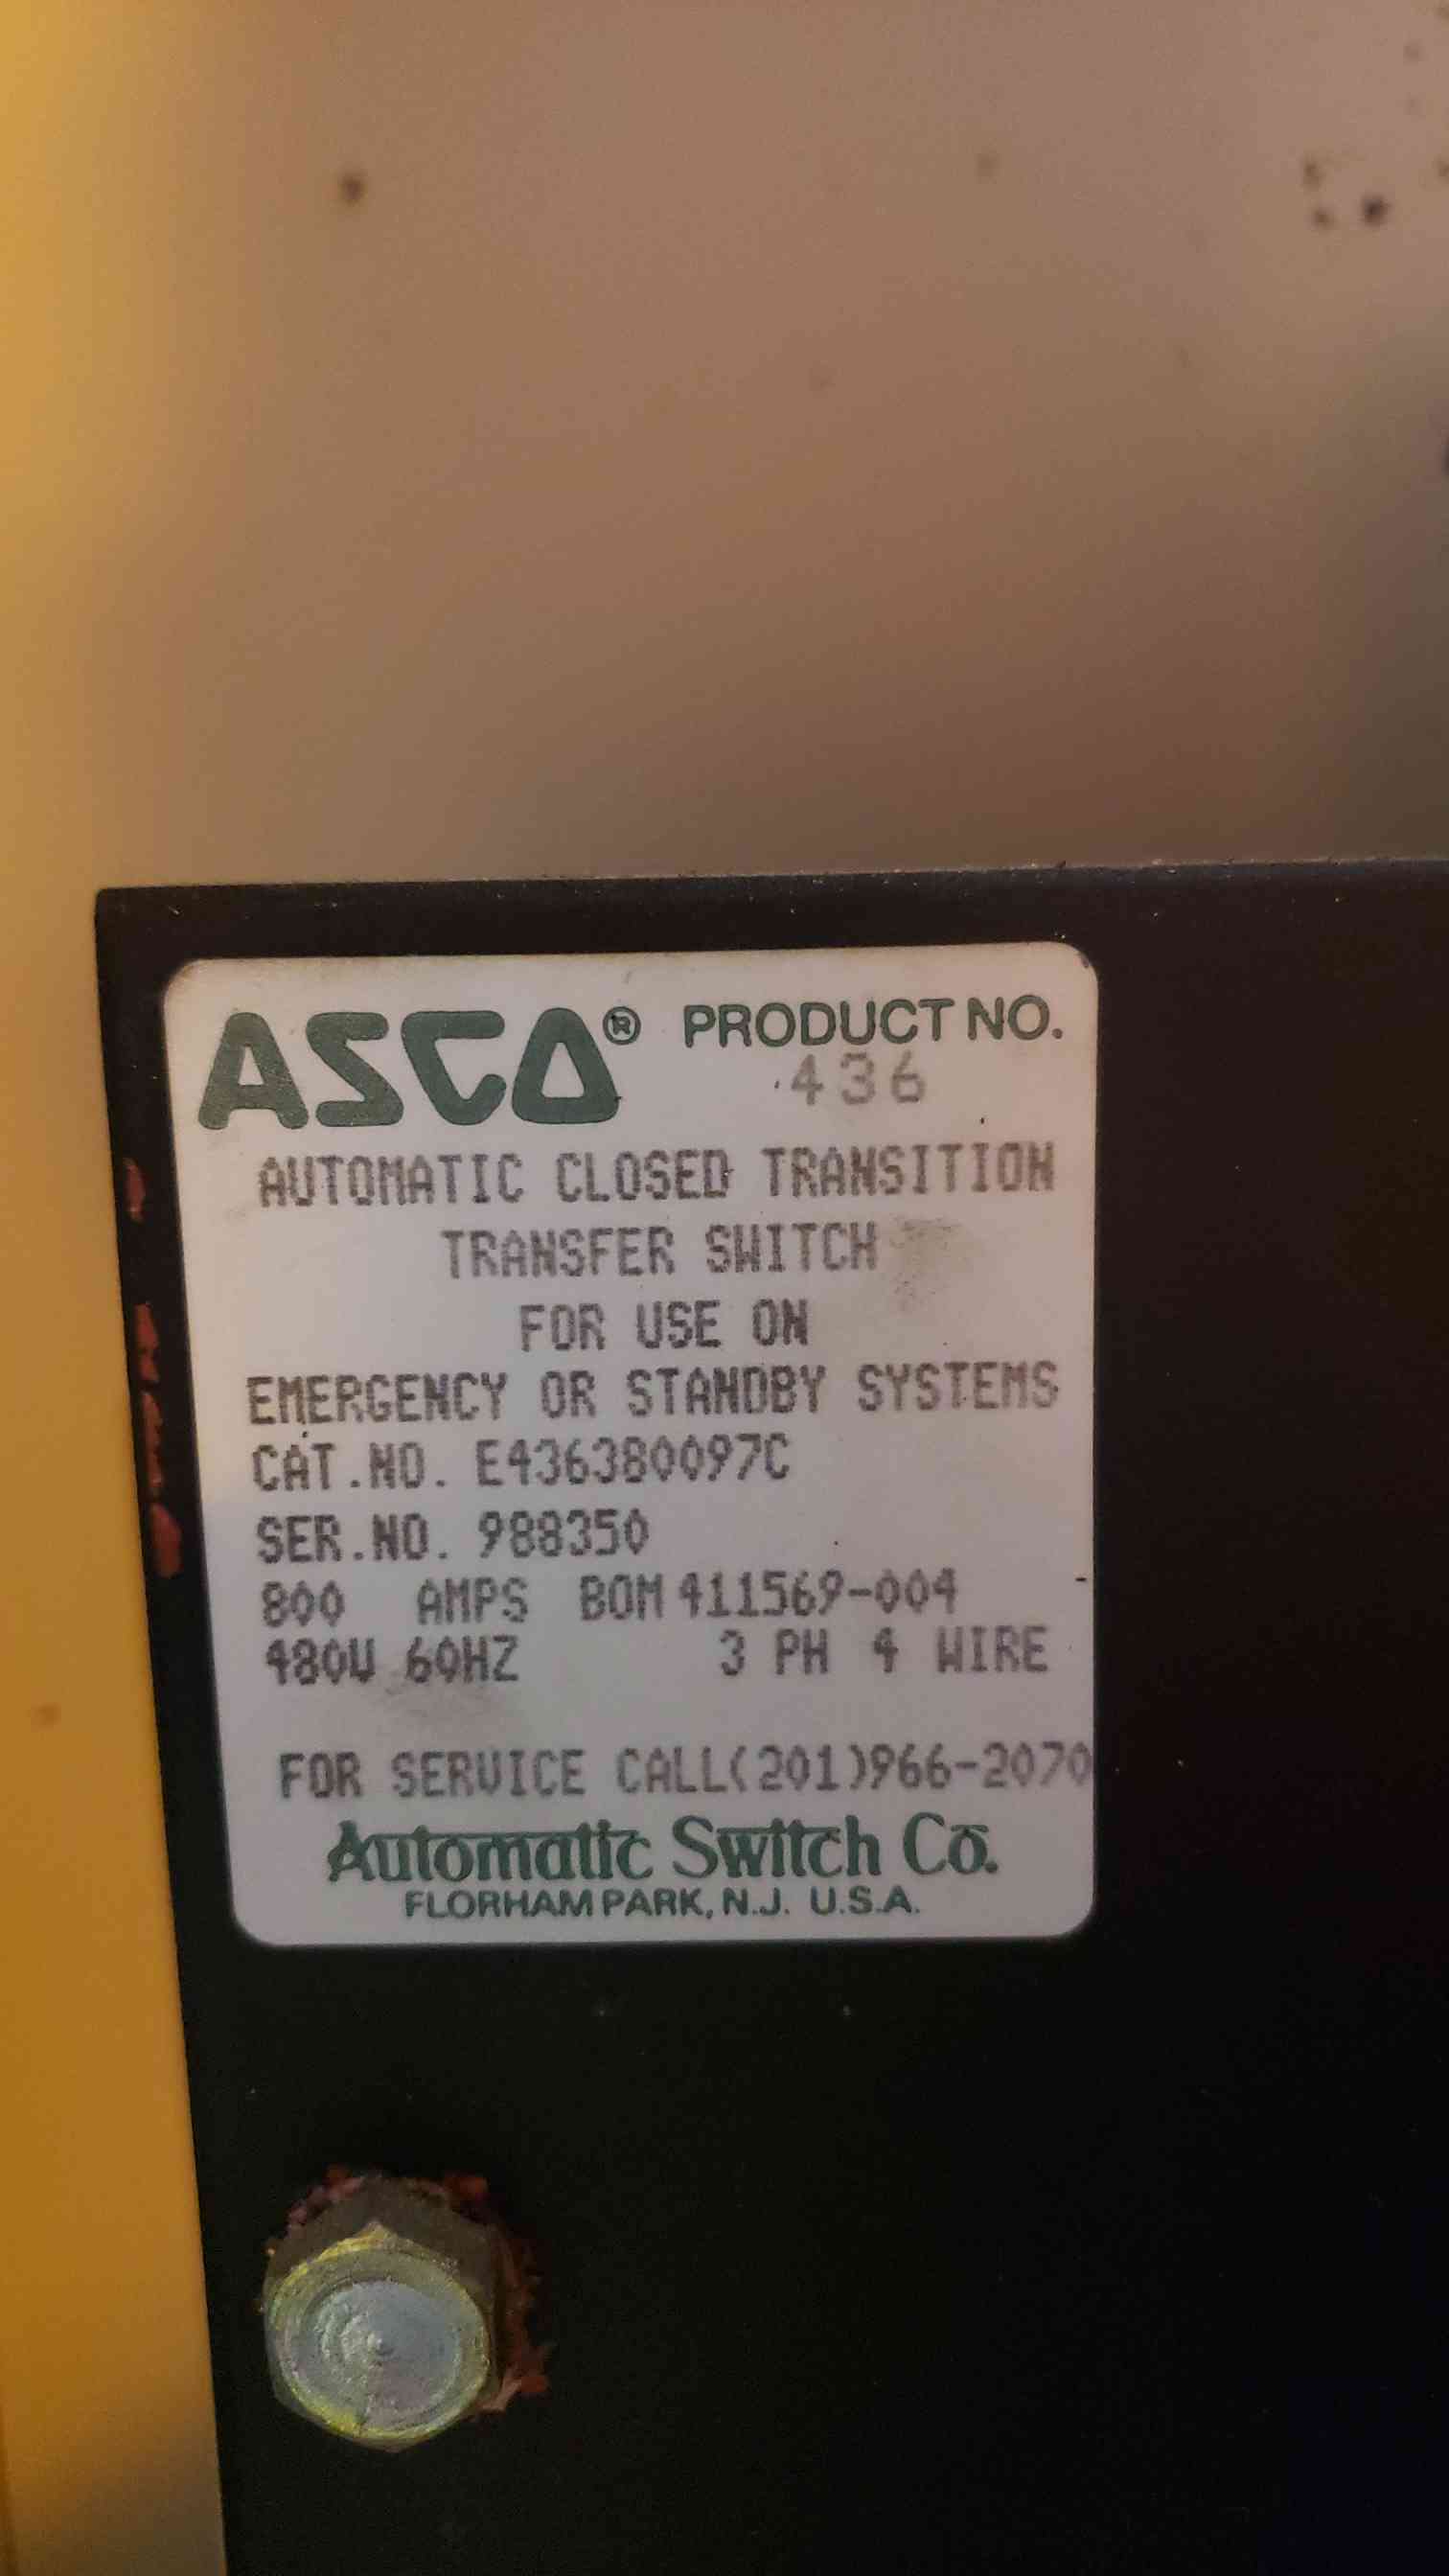 ASCO® PRODUCT NO.
436
AUTOMATIC CLOSED TRANSITION
TRANSFER SWITCH
FOR USE ON
EMERGENCY OR STANDBY SYSTEMS
CAT.NO. E436380097C
SER.NO. 988350
800 AMPS BOM 411569-004
480V 60HZ 3 PH 4 WIRE
FOR SERVICE CALL(201)966-2070
Automatic Switch Co.
FLORHAM PARK, N.J. U.S.A.